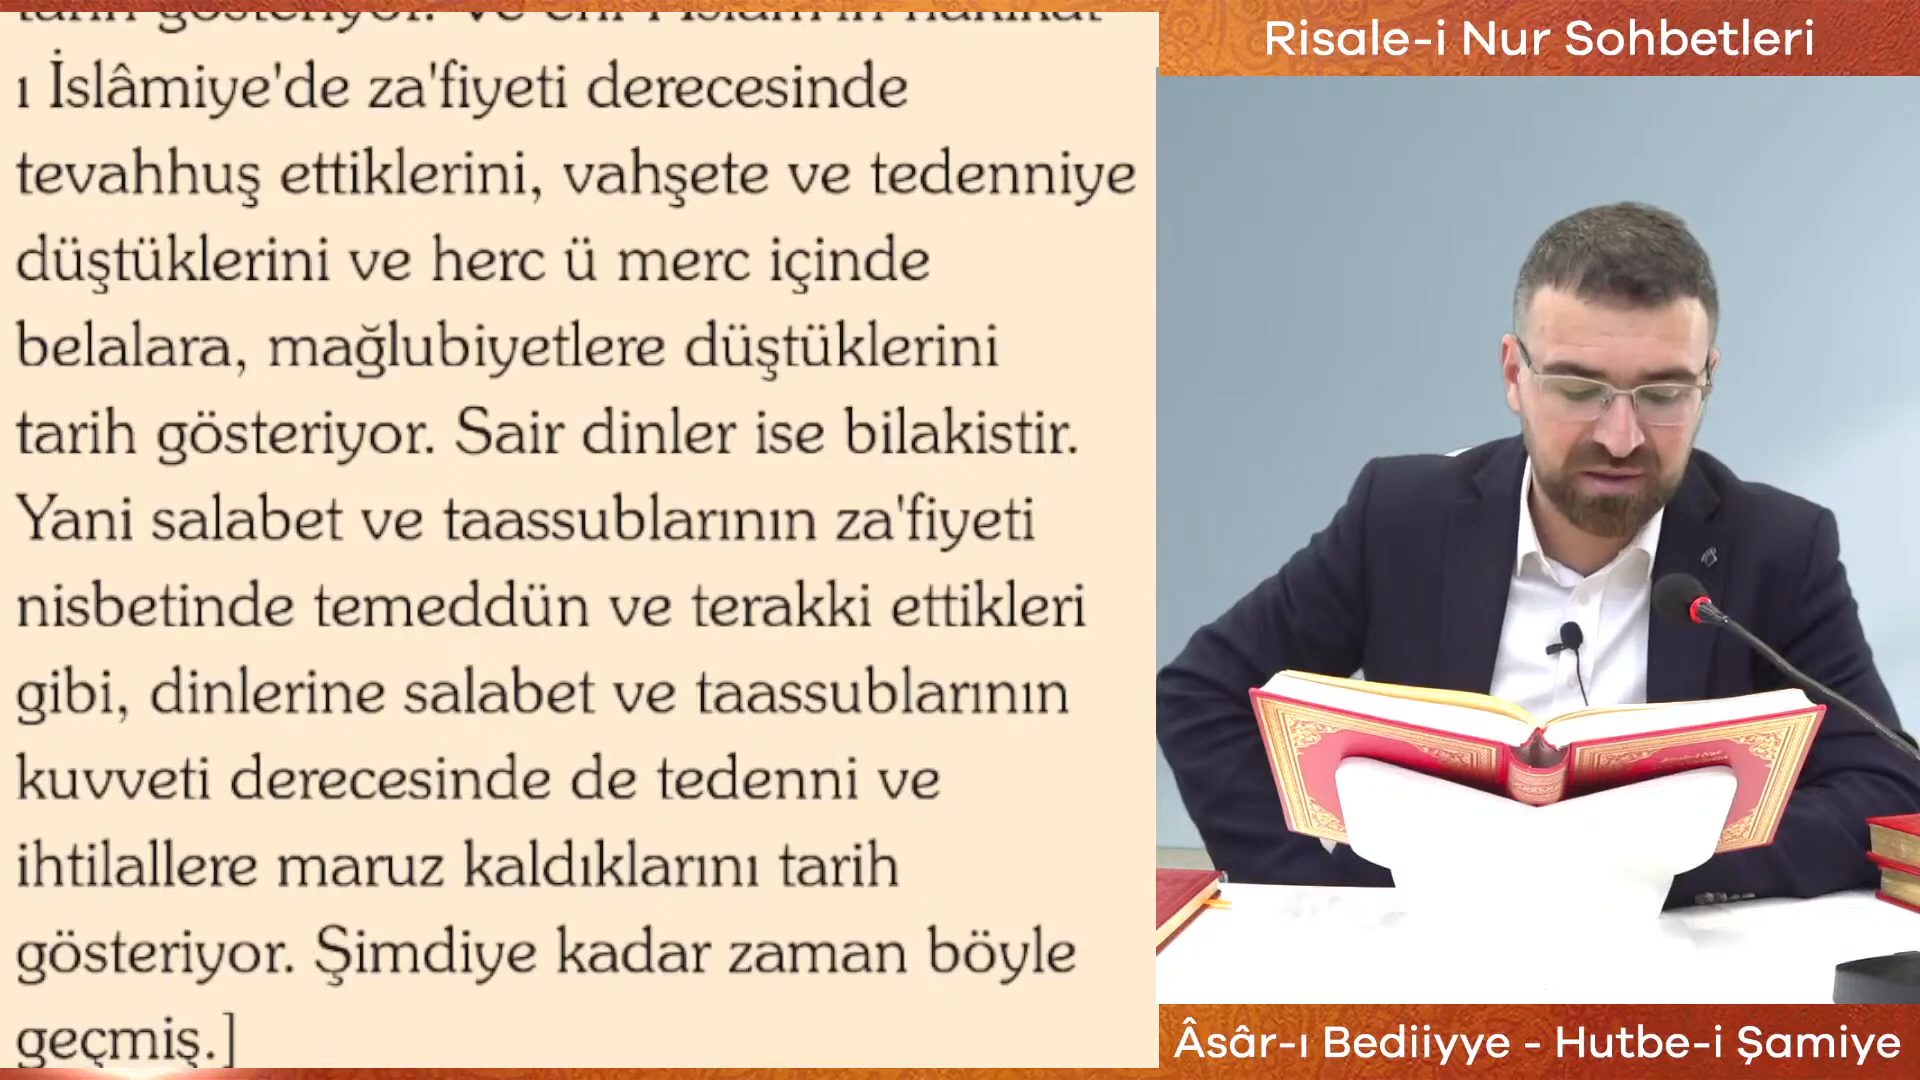 ı İslâmiye'de za'fiyeti derecesinde
tevahhuş ettiklerini, vahşete ve tedenniye
düştüklerini ve herc ü merc içinde
belalara, mağlubiyetlere düştüklerini
tarih gösteriyor. Sair dinler ise bilakistir.
Yani salabet ve taassublarının za'fiyeti
nisbetinde temeddün ve terakki ettikleri
gibi, dinlerine salabet ve taassublarının
kuvveti derecesinde de tedenni ve
ihtilallere maruz kaldıklarını tarih
gösteriyor. Şimdiye kadar zaman böyle
geçmiş.]
Risale-i Nur Sohbetleri
Âsâr-ı Bediiyye - Hutbe-i Şamiye